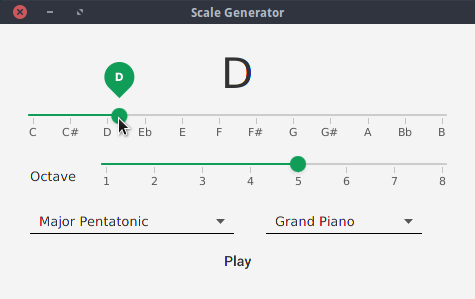 Scale Generator
D
D
C C# D Eb E F F# G G# A Bb B
Octave
1 2 3 4 5 6 7 8
Major Pentatonic Grand Piano
Play